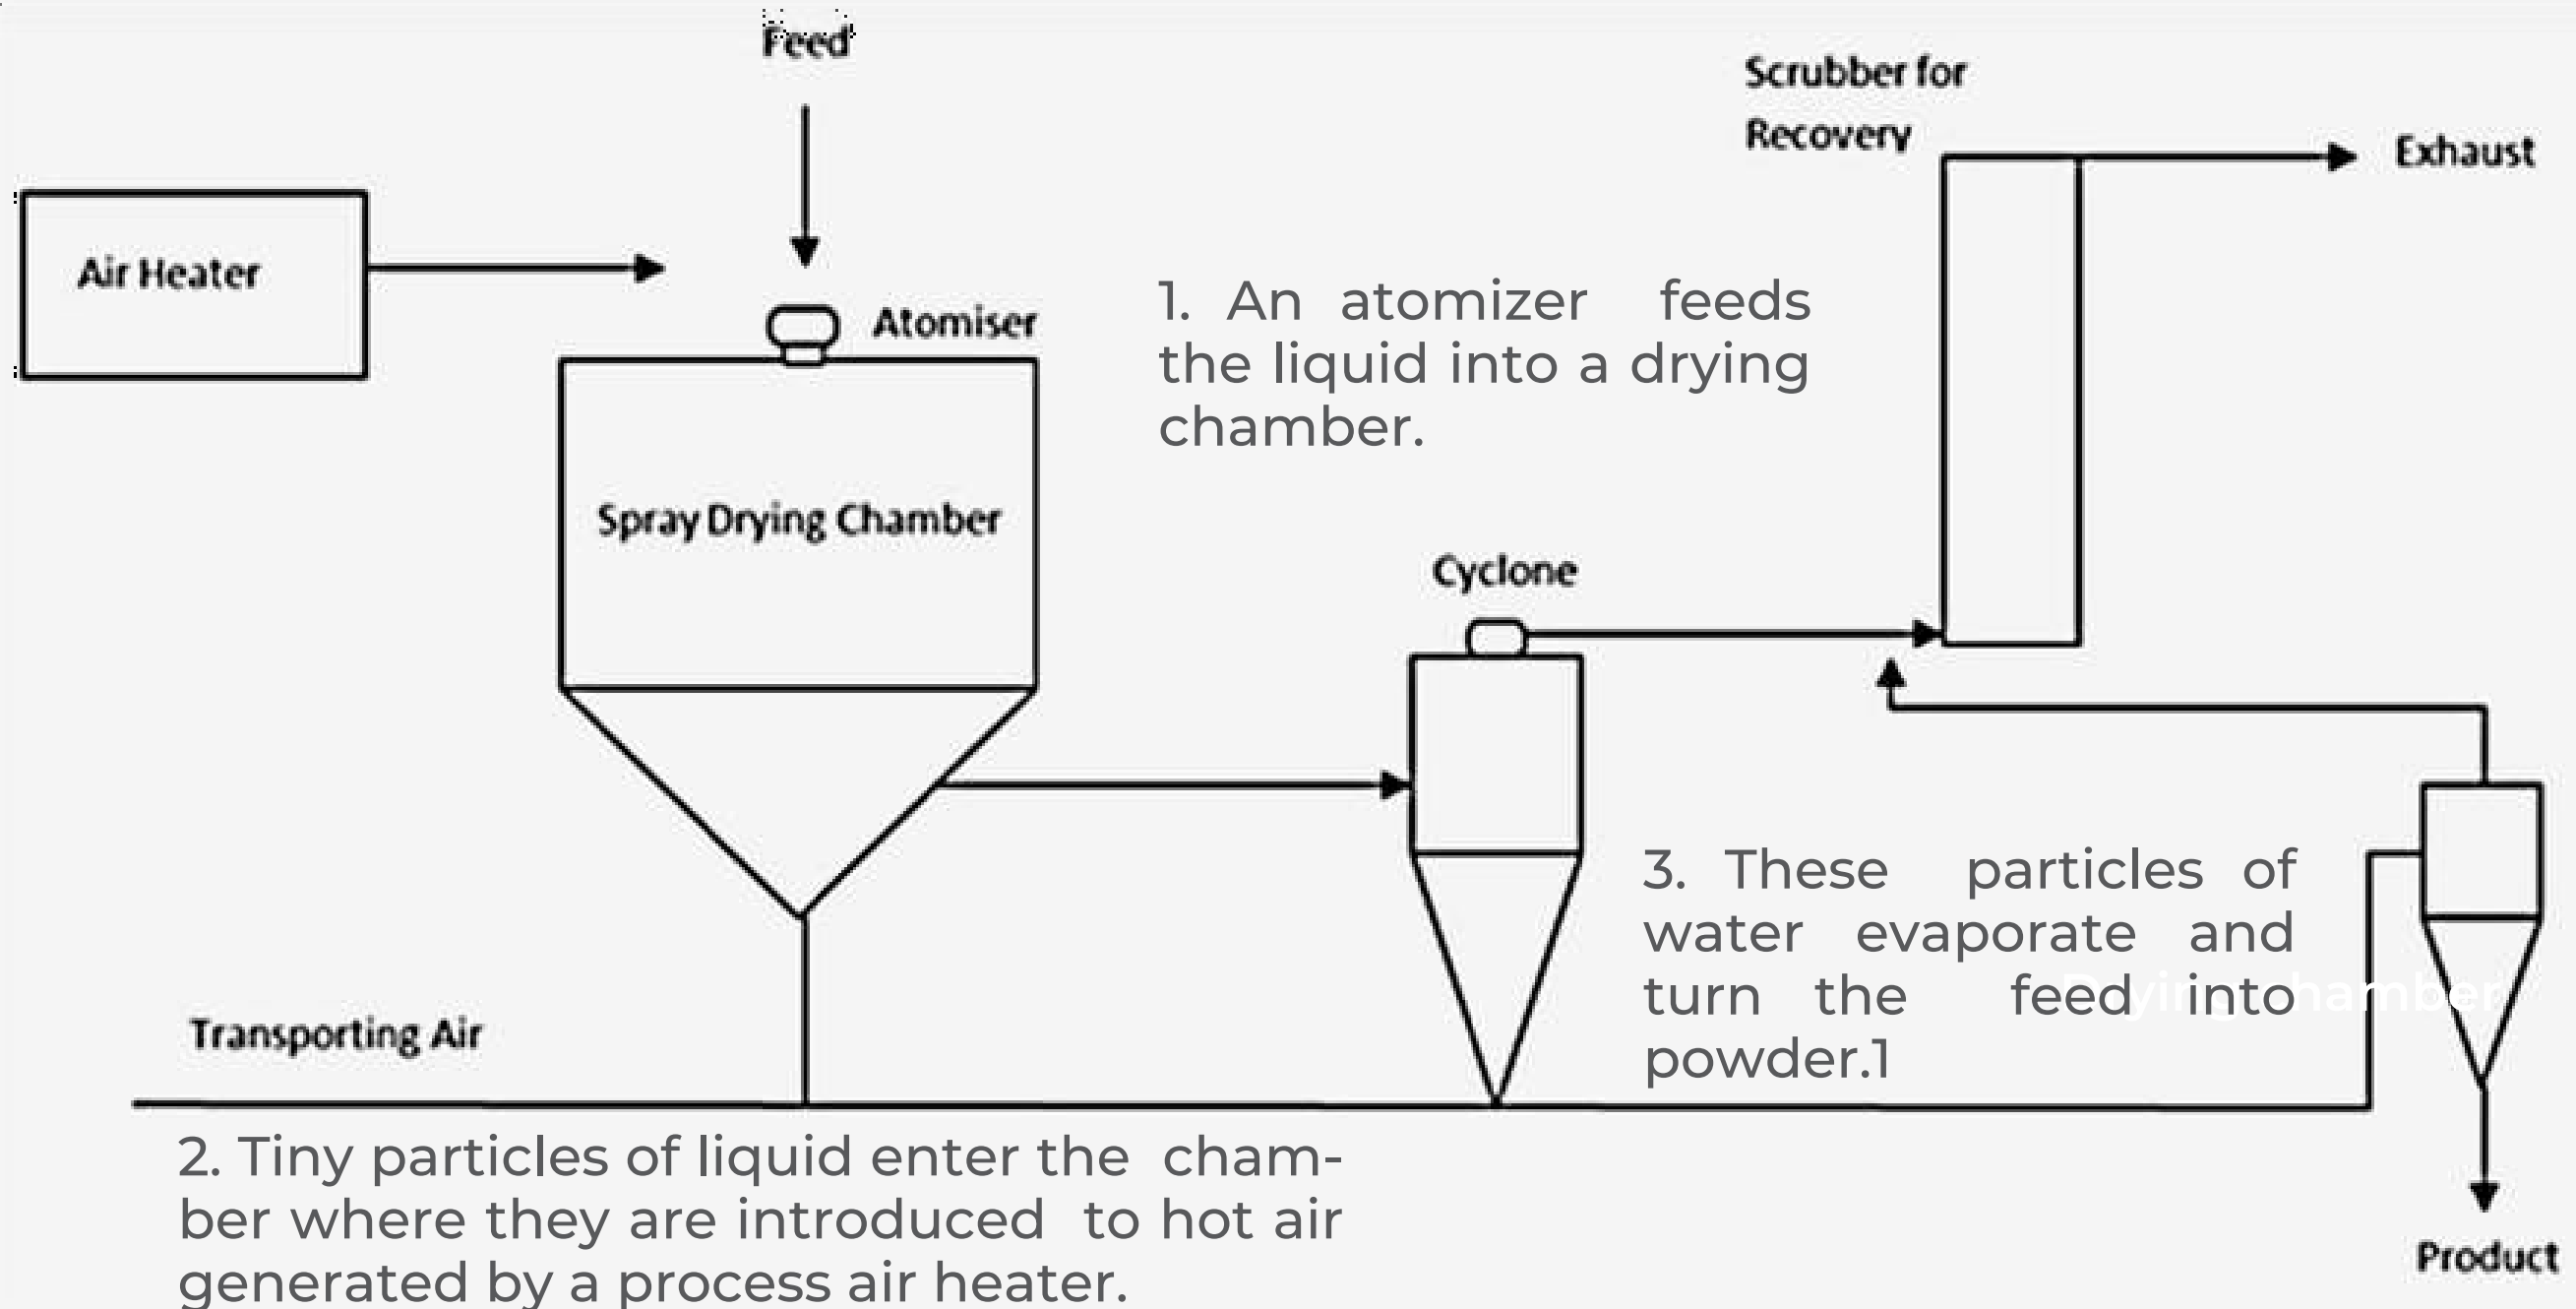 Feed
Scrubber for
Recovery
Exhaust
Air Heater
Atomiser
1. An atomizer feeds
the liquid into a drying
chamber.
Spray Drying Chamber
Cyclone
3. These particles of
water evaporate and
turn the feed into
powder.1
Drying chamber
Transporting Air
2. Tiny particles of liquid enter the cham-
ber where they are introduced to hot air
generated by a process air heater.
Product